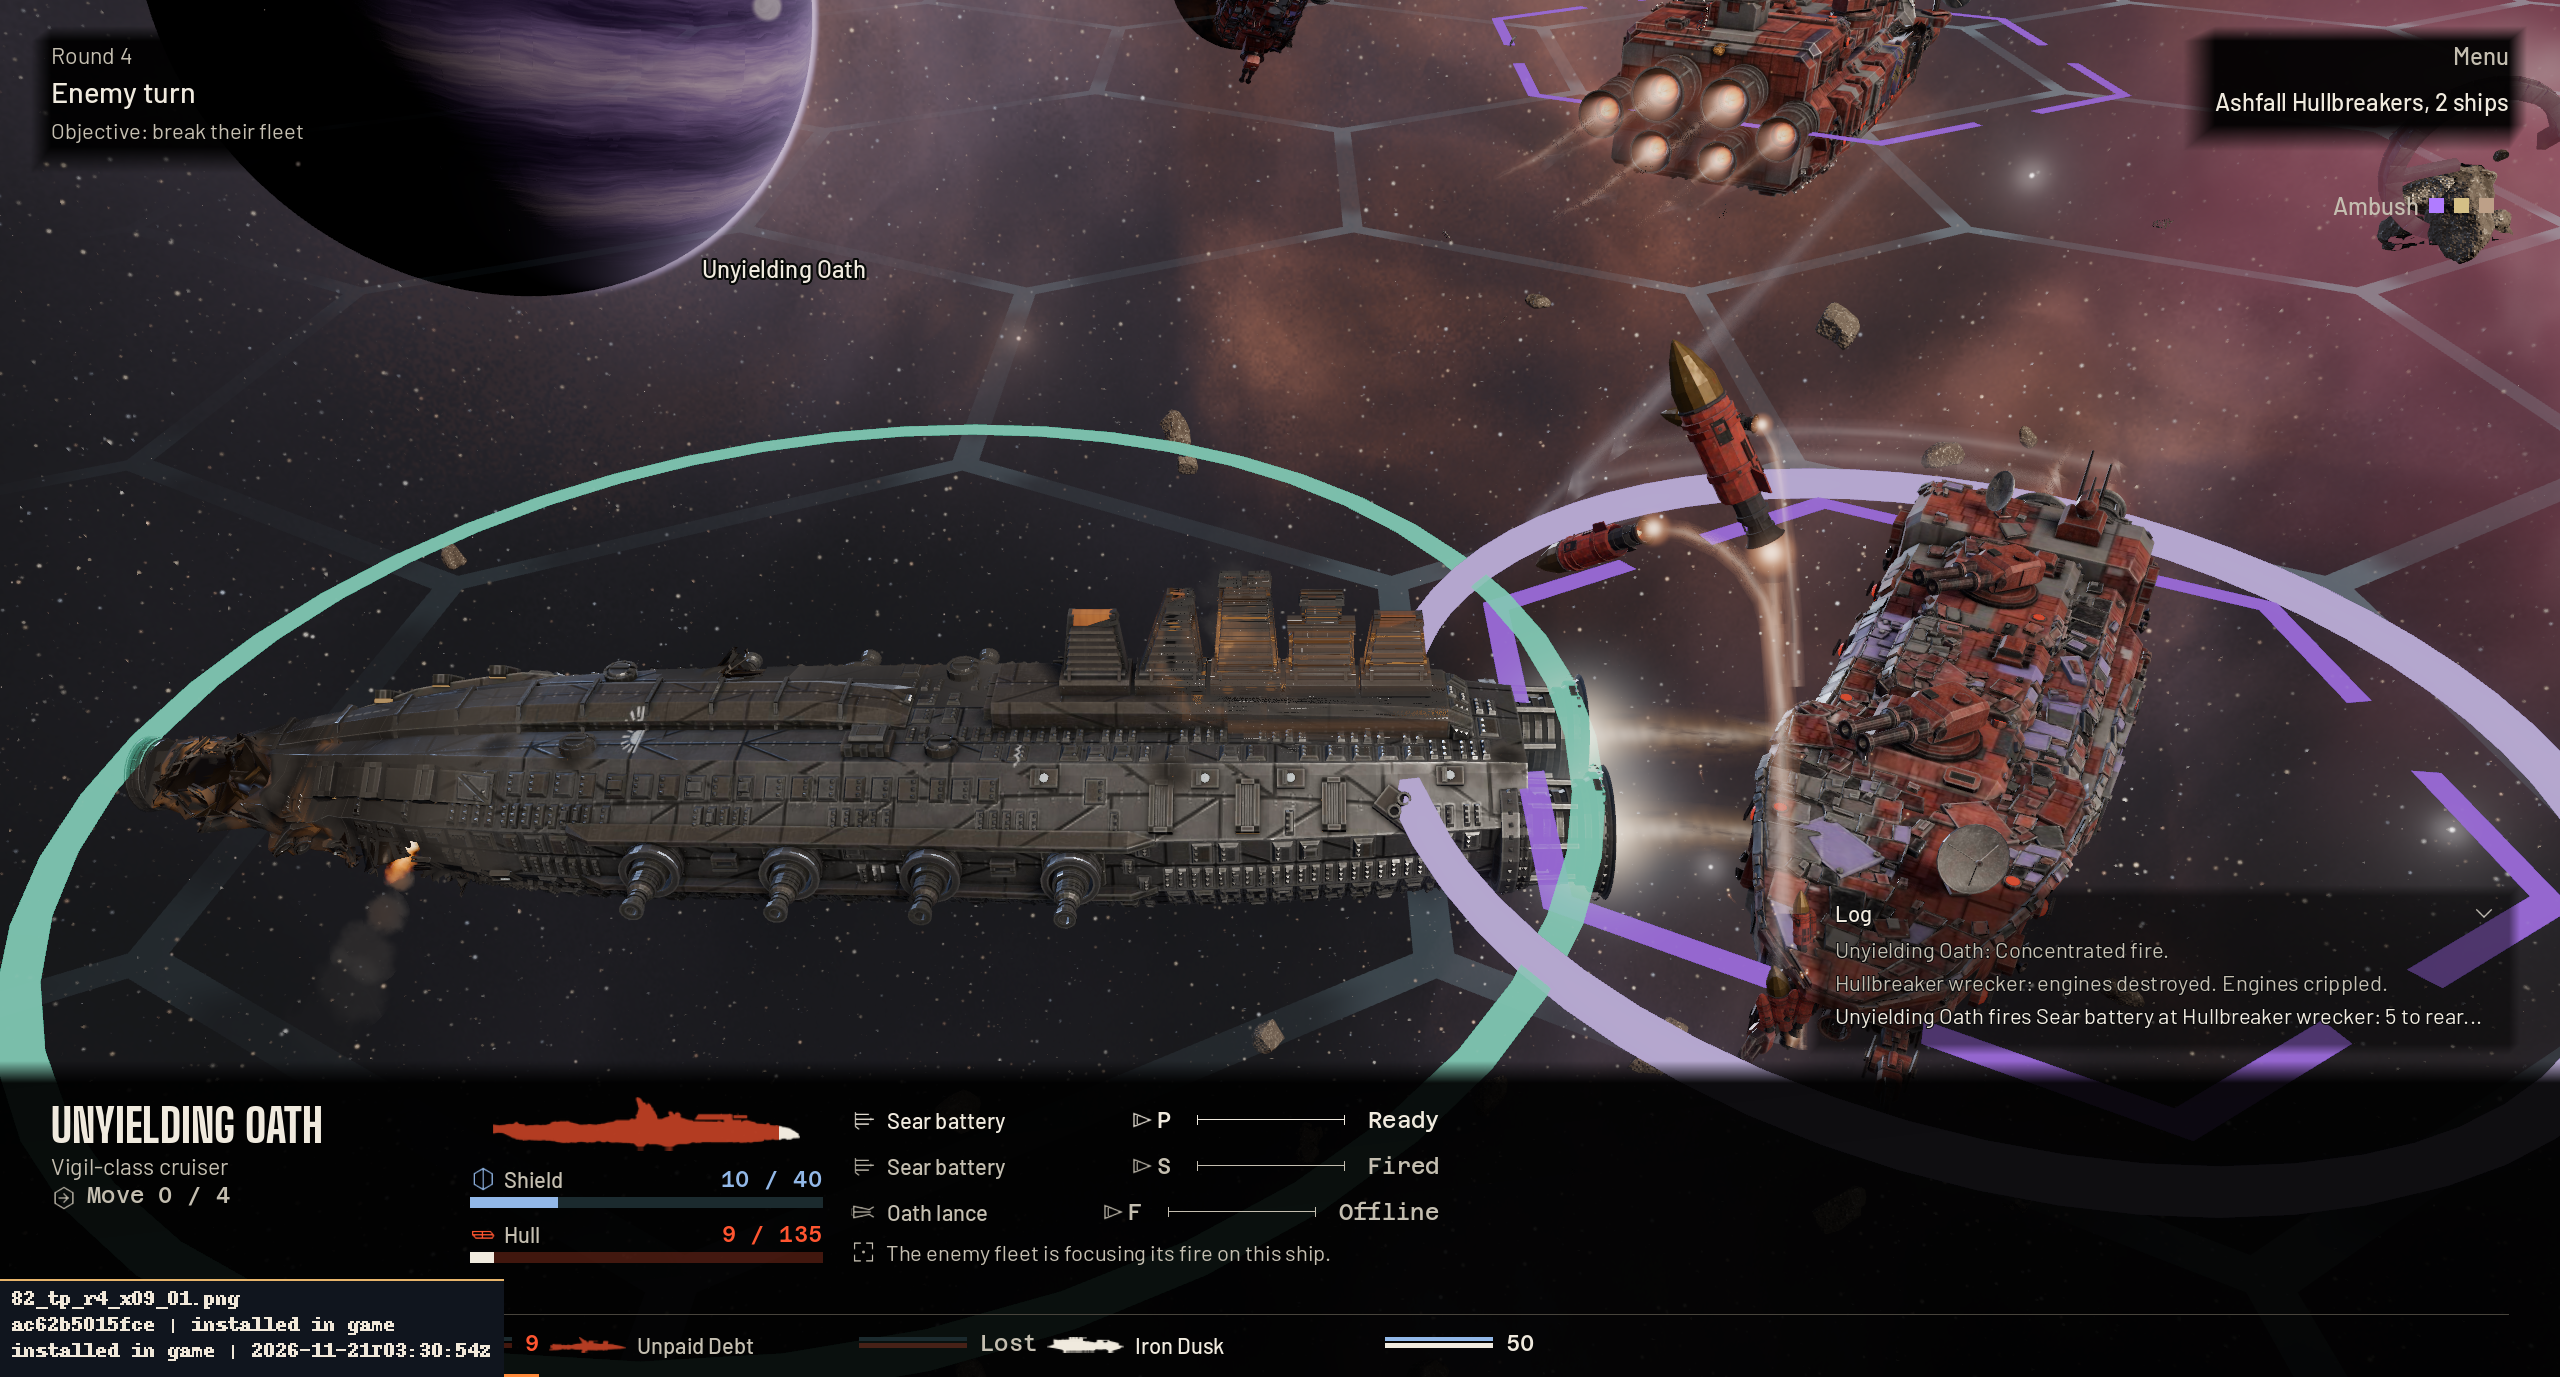 Round 4
Enemy turn
Objective: break their fleet
Menu
Ashfall Hullbreakers, 2 ships
Ambush
Unyielding Oath
Log
Unyielding Oath: Concentrated fire.
Hullbreaker wrecker: engines destroyed. Engines crippled.
Unyielding Oath fires Sear battery at Hullbreaker wrecker: 5 to rear...
UNYIELDING OATH
Vigil-class cruiser
Move 0 / 4
Shield 10 / 40
Hull 9 / 135
Sear battery P Ready
Sear battery S Fired
Oath lance F Offline
The enemy fleet is focusing its fire on this ship.
82_tp_r4_x09_01.png
ac62b5015fce | installed in game
installed in game | 2026-11-21T03:30:54Z
9 Unpaid Debt Lost Iron Dusk 50